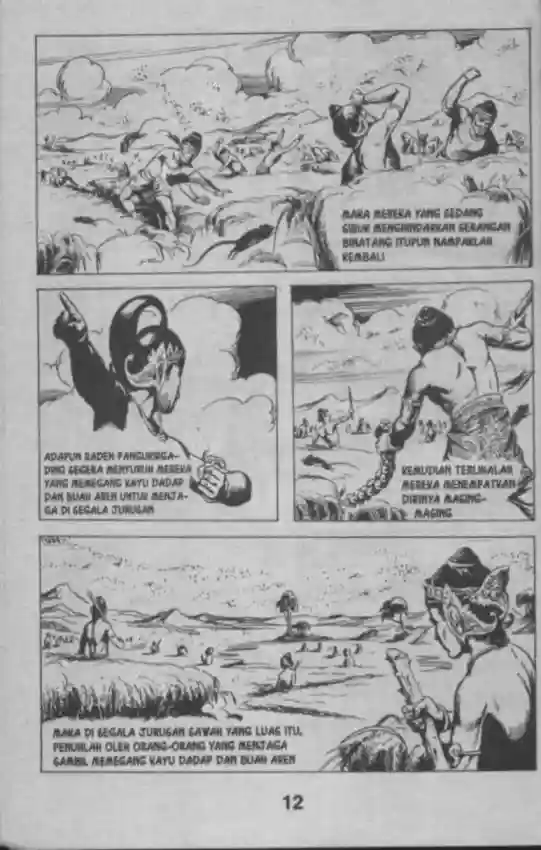 MAKA MEREKA YANG SEDANG
SIBUK MENGHINDARKAN SERANGAN
BINATANG ITUPUN NAMPAKLAH
KEMBALI
ADAPUN RADEN PANGUKNGA-
DING SEGERA MENYURUH MEREKA
YANG MEMEGANG KAYU DADAP
DAN BUAH AREN UNTUK MENJA-
GA DI SEGALA JURUSAN
KEMUDIAN TERLIHALAH
MEREKA MENEMPATKAN
DIRINYA MASING-
MASING
MAKA DI SEGALA JURUSAN SAWAH YANG LUAS ITU,
PENUHLAH OLEH ORANG-ORANG YANG MENJAGA
SAMBIL MEMEGANG KAYU DADAP DAN BUAH AREN
12